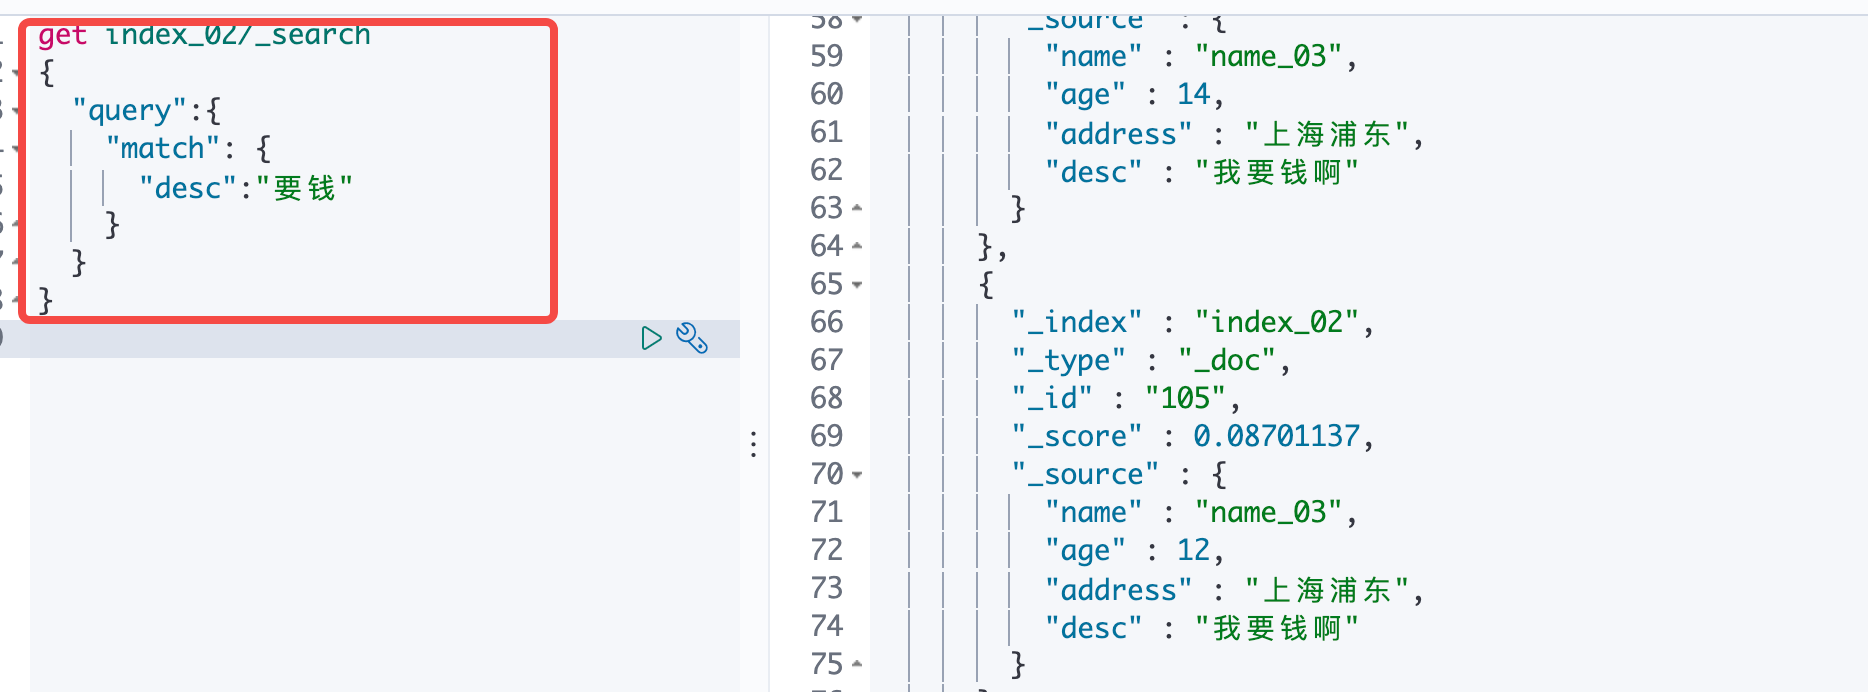 get index_02/_search
{
"query":{
"match": {
"desc":"要钱"
}
}
}
58 "_source" : {
59 "name" : "name_03",
60 "age" : 14,
61 "address" : "上海浦东",
62 "desc" : "我要钱啊"
63 }
64 },
65 {
66 "_index" : "index_02",
67 "_type" : "_doc",
68 "_id" : "105",
69 "_score" : 0.08701137,
70 "_source" : {
71 "name" : "name_03",
72 "age" : 12,
73 "address" : "上海浦东",
74 "desc" : "我要钱啊"
75 }